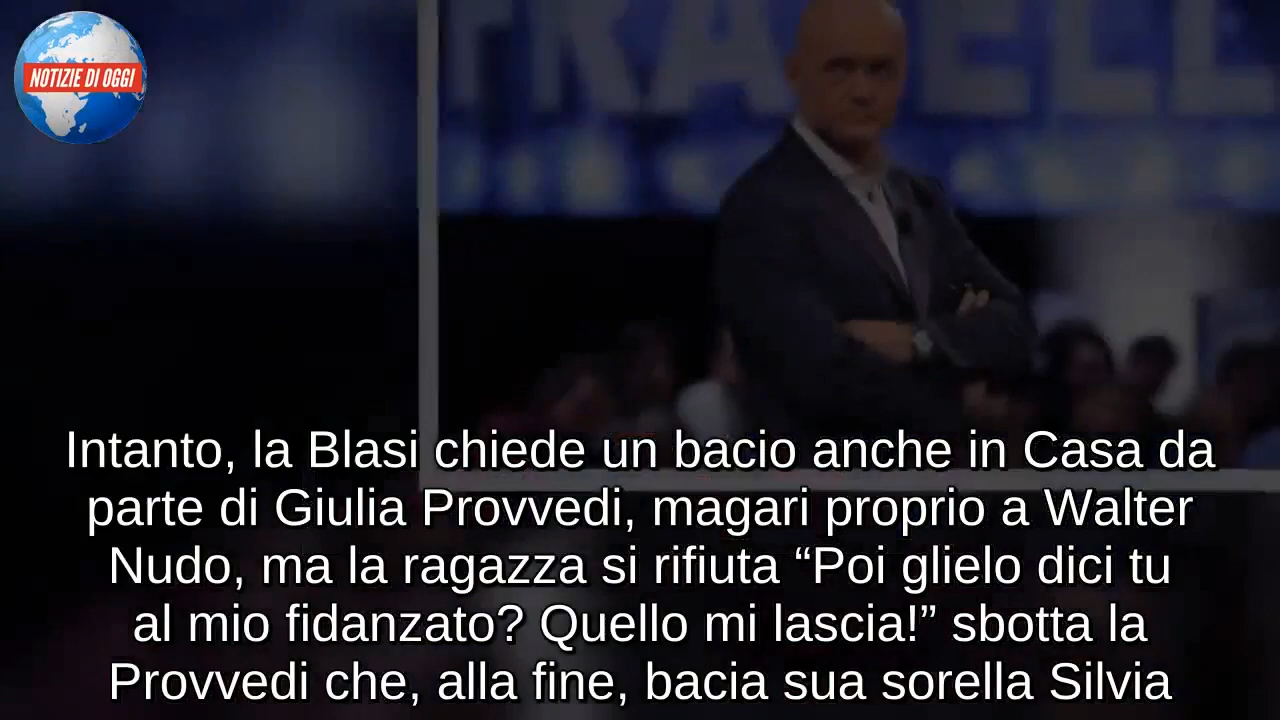 FRATELL
NOTIZIE DI OGGI
Intanto, la Blasi chiede un bacio anche in Casa da
parte di Giulia Provvedi, magari proprio a Walter
Nudo, ma la ragazza si rifiuta “Poi glielo dici tu
al mio fidanzato? Quello mi lascia!” sbotta la
Provvedi che, alla fine, bacia sua sorella Silvia